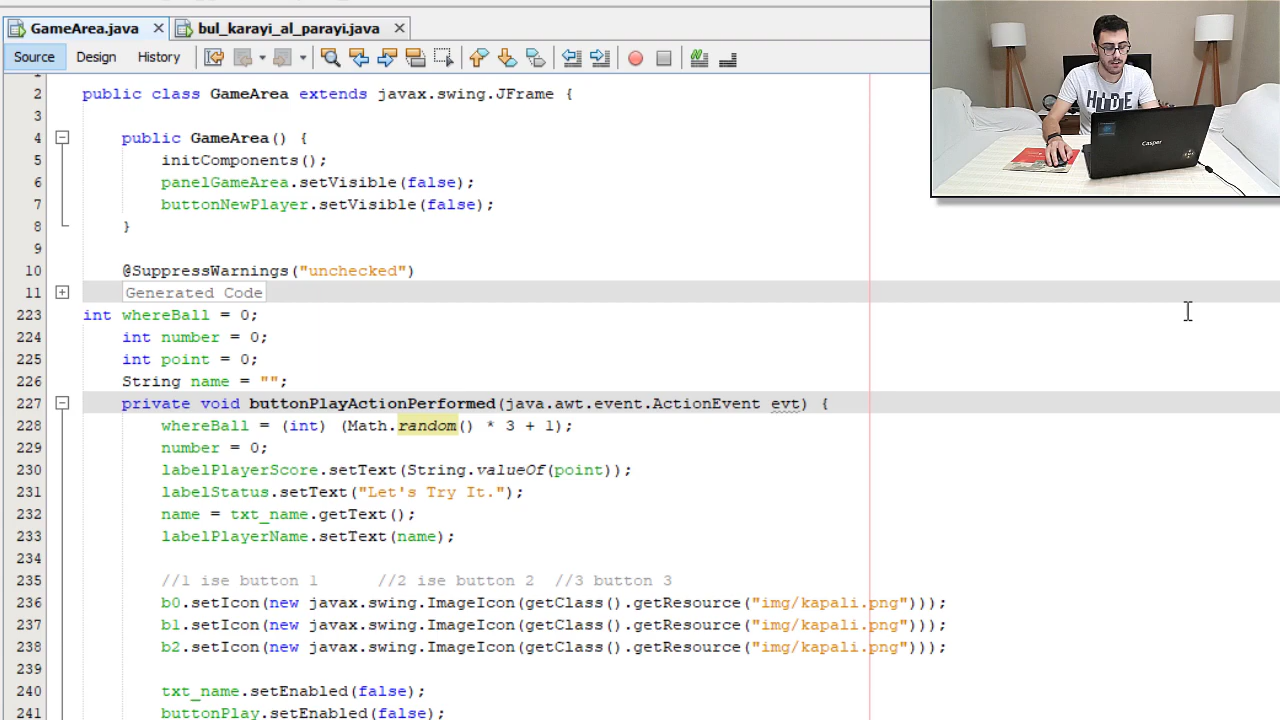 GameArea.java
bul_karayi_al_parayi.java
Source Design History
1
2 public class GameArea extends javax.swing.JFrame {
3
4 public GameArea() {
5 initComponents();
6 panelGameArea.setVisible(false);
7 buttonNewPlayer.setVisible(false);
8 }
9
10 @SuppressWarnings("unchecked")
11 Generated Code
223 int whereBall = 0;
224 int number = 0;
225 int point = 0;
226 String name = "";
227 private void buttonPlayActionPerformed(java.awt.event.ActionEvent evt) {
228 whereBall = (int) (Math.random() * 3 + 1);
229 number = 0;
230 labelPlayerScore.setText(String.valueOf(point));
231 labelStatus.setText("Let's Try It.");
232 name = txt_name.getText();
233 labelPlayerName.setText(name);
234
235 //1 ise button 1 //2 ise button 2 //3 button 3
236 b0.setIcon(new javax.swing.ImageIcon(getClass().getResource("img/kapali.png")));
237 b1.setIcon(new javax.swing.ImageIcon(getClass().getResource("img/kapali.png")));
238 b2.setIcon(new javax.swing.ImageIcon(getClass().getResource("img/kapali.png")));
239
240 txt_name.setEnabled(false);
241 buttonPlay.setEnabled(false);
HIDE
Casper